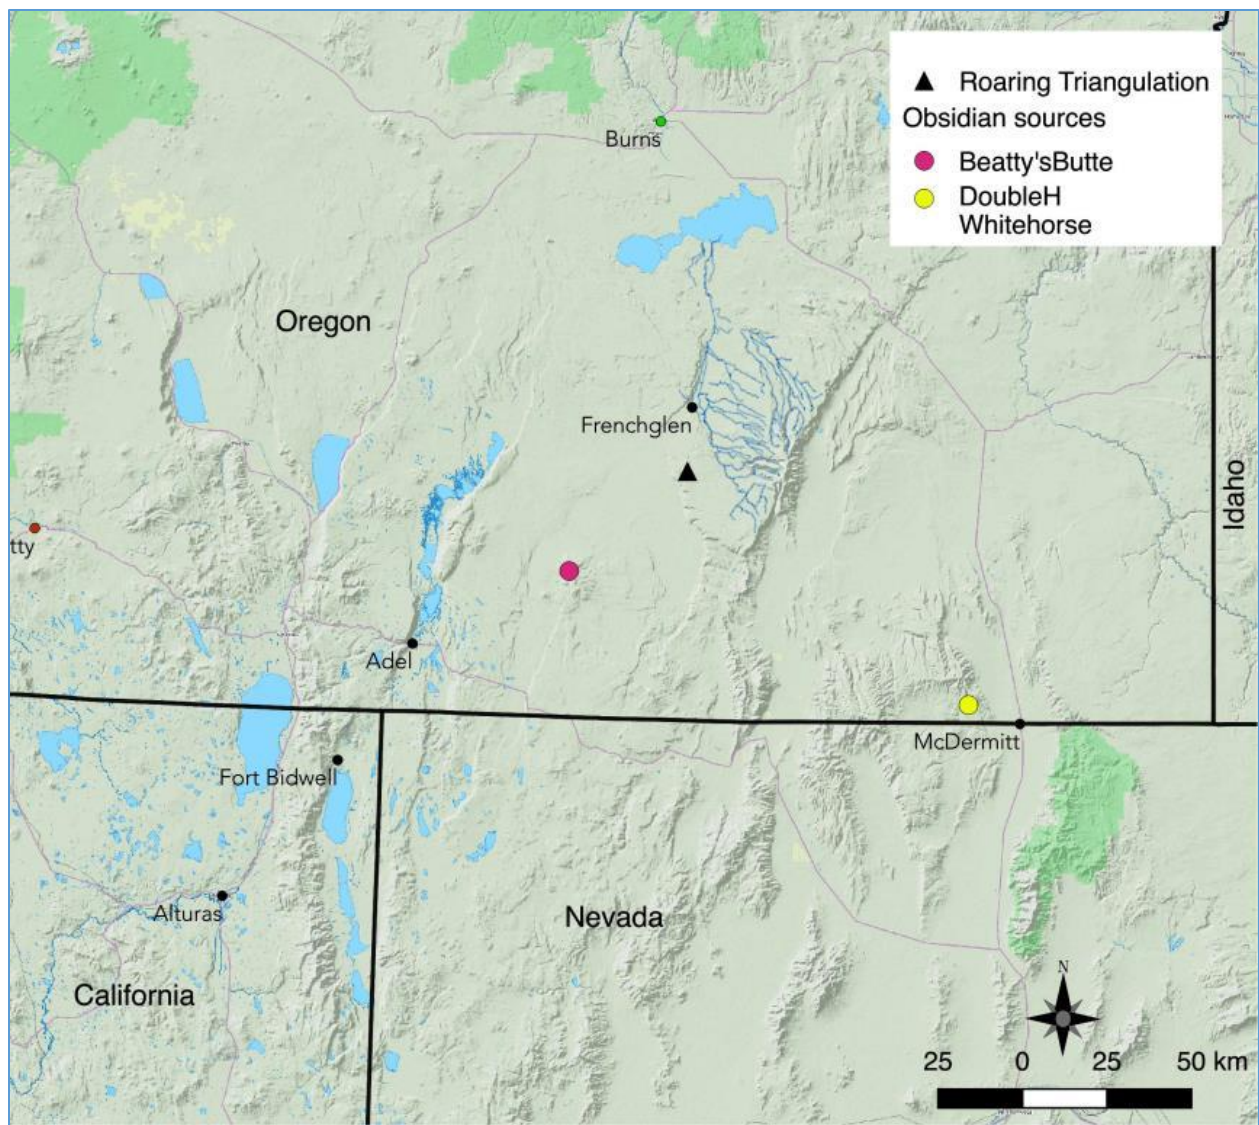 Roaring Triangulation
Obsidian sources
Beatty'sButte
DoubleH
Whitehorse
Burns
Oregon
Frenchglen
Idaho
tty
Adel
McDermitt
Fort Bidwell
Alturas
Nevada
California
N
25 0 25 50 km